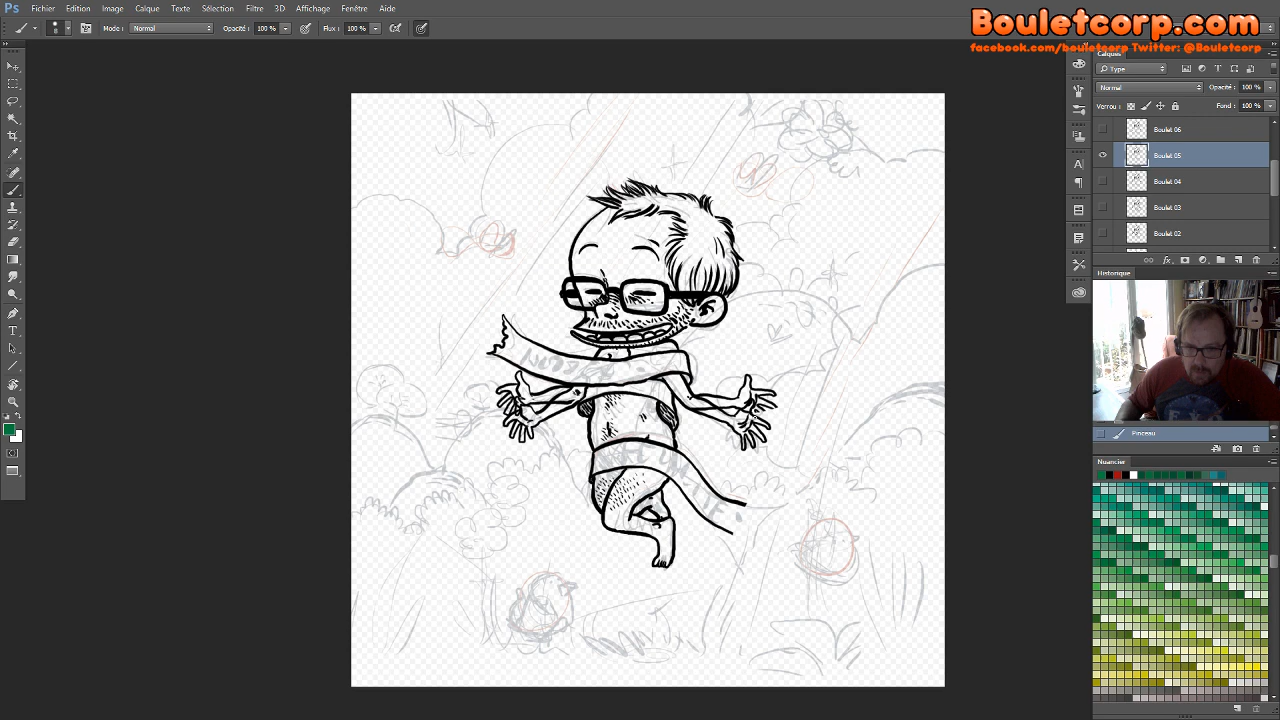 Ps Fichier Edition Image Calque Texte Sélection Filtre 3D Affichage Fenêtre Aide
Bouletcorp.com
facebook.com/bouletcorp Twitter: @Bouletcorp
Mode : Normal Opacité : 100 % Flux : 100 %
Calques
Type
Normal Opacité : 100 %
Verrou : Fond : 100 %
Boulet 06
Boulet 05
Boulet 04
Boulet 03
Boulet 02
Historique
Pinceau
Nuancier